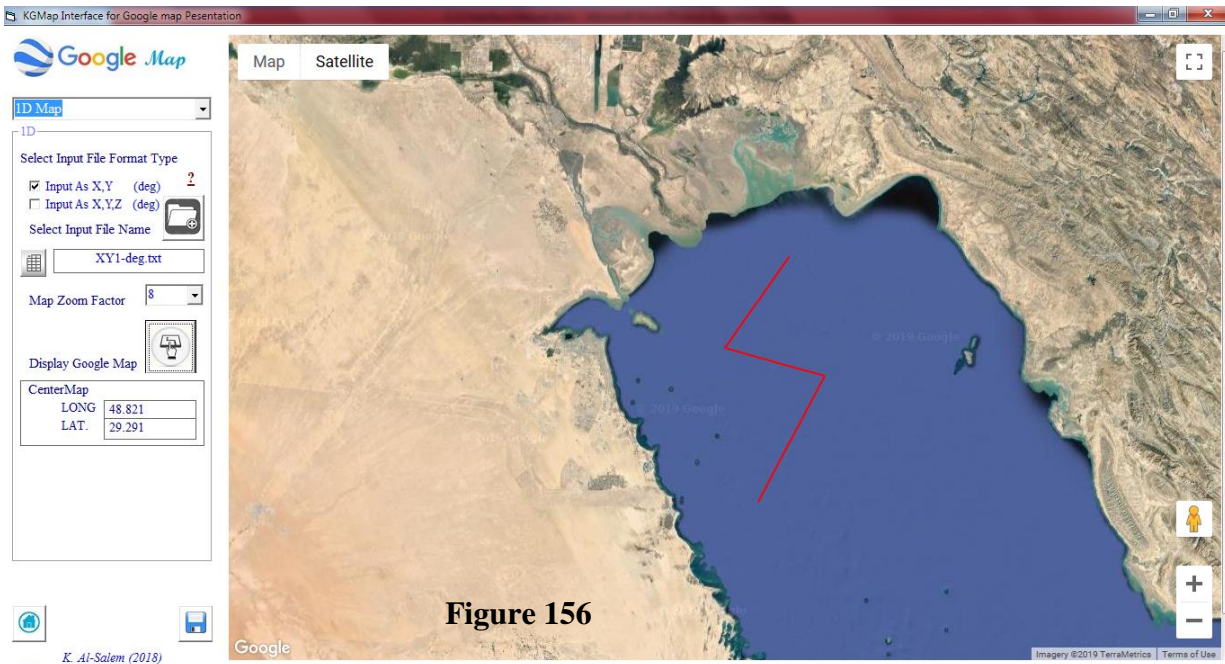 KGMap Interface for Google map Pesentation
Google Map
1D Map
1D
Select Input File Format Type
Input As X,Y (deg)
?
Input As X,Y,Z (deg)
Select Input File Name
XY1-deg.txt
Map Zoom Factor 8
Display Google Map
CenterMap
LONG 48.821
LAT. 29.291
K. Al-Salem (2018)
Map Satellite
© 2019 Google
© 2019 Google
Figure 156
Google
Imagery ©2019 TerraMetrics Terms of Use